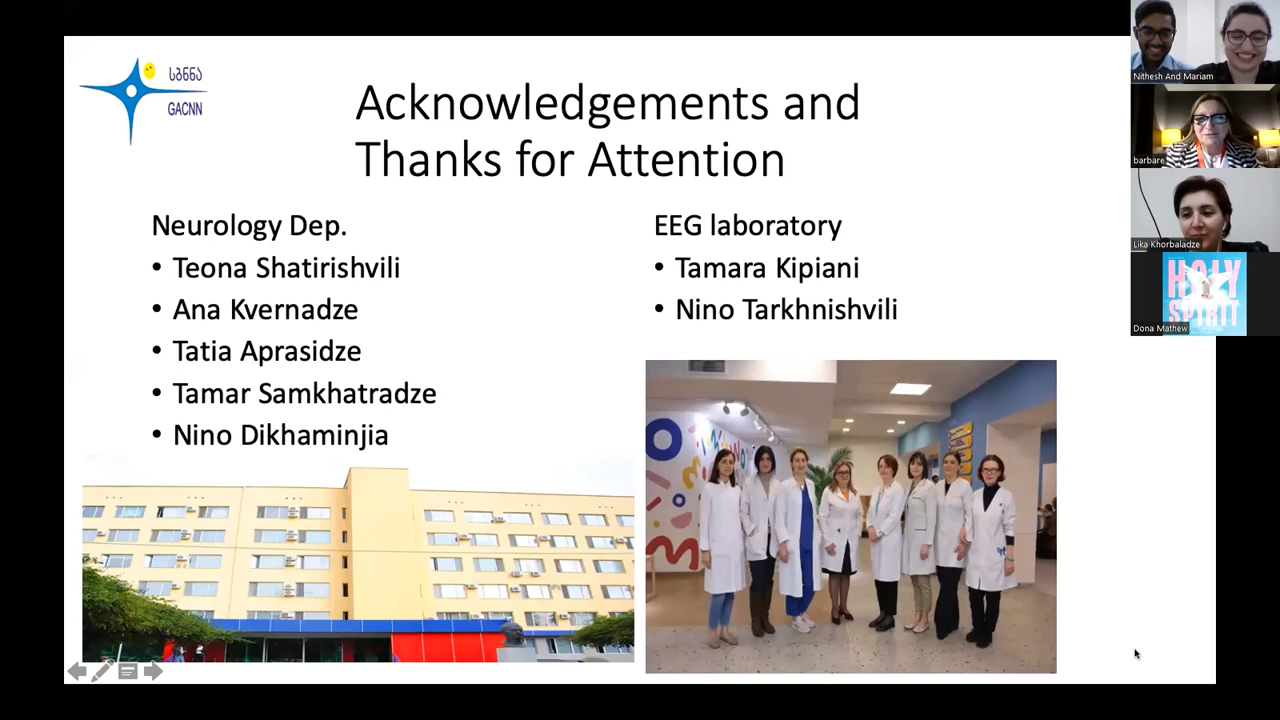 სბნნა
GACNN
Acknowledgements and
Thanks for Attention
Neurology Dep.
• Teona Shatirishvili
• Ana Kvernadze
• Tatia Aprasidze
• Tamar Samkhatradze
• Nino Dikhaminjia
EEG laboratory
• Tamara Kipiani
• Nino Tarkhnishvili
Nithesh And Mariam
barbare
Lika Khorbaladze
HOLY
SPIRIT
Dona Mathew